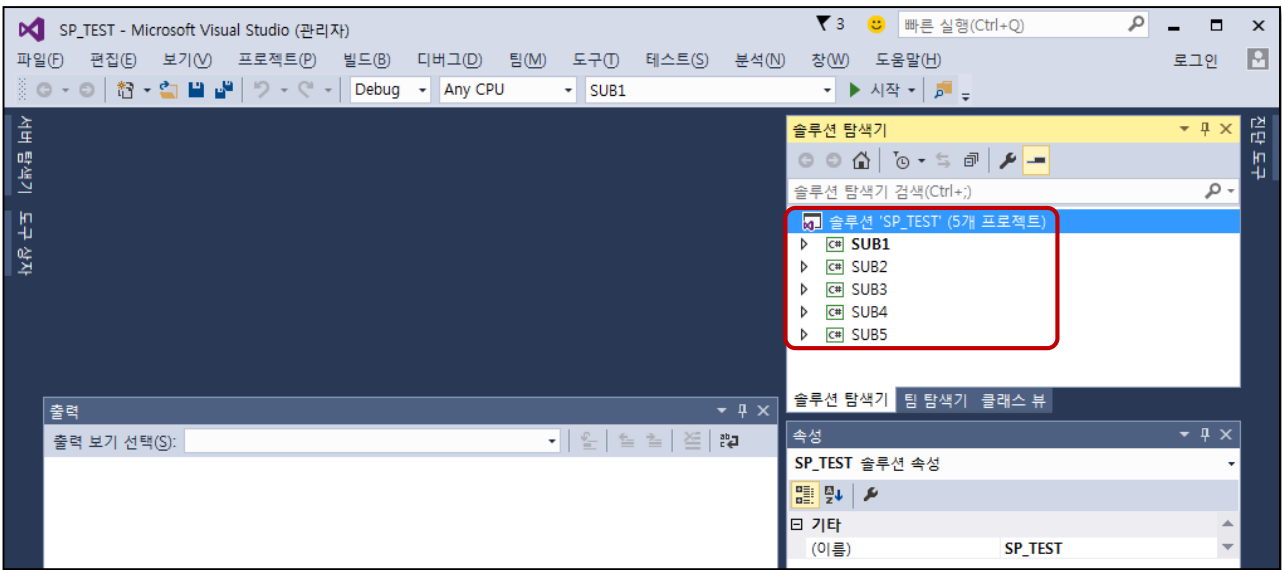 SP_TEST - Microsoft Visual Studio (관리자)
3
빠른 실행(Ctrl+Q)
파일(F) 편집(E) 보기(V) 프로젝트(P) 빌드(B) 디버그(D) 팀(M) 도구(T) 테스트(S) 분석(N) 창(W) 도움말(H) 로그인
Debug Any CPU SUB1 시작
서버 탐색기
도구 상자
솔루션 탐색기
솔루션 탐색기 검색(Ctrl+;)
솔루션 'SP_TEST' (5개 프로젝트)
C# SUB1
C# SUB2
C# SUB3
C# SUB4
C# SUB5
솔루션 탐색기 팀 탐색기 클래스 뷰
진단 도구
출력
출력 보기 선택(S):
속성
SP_TEST 솔루션 속성
기타
(이름) SP_TEST